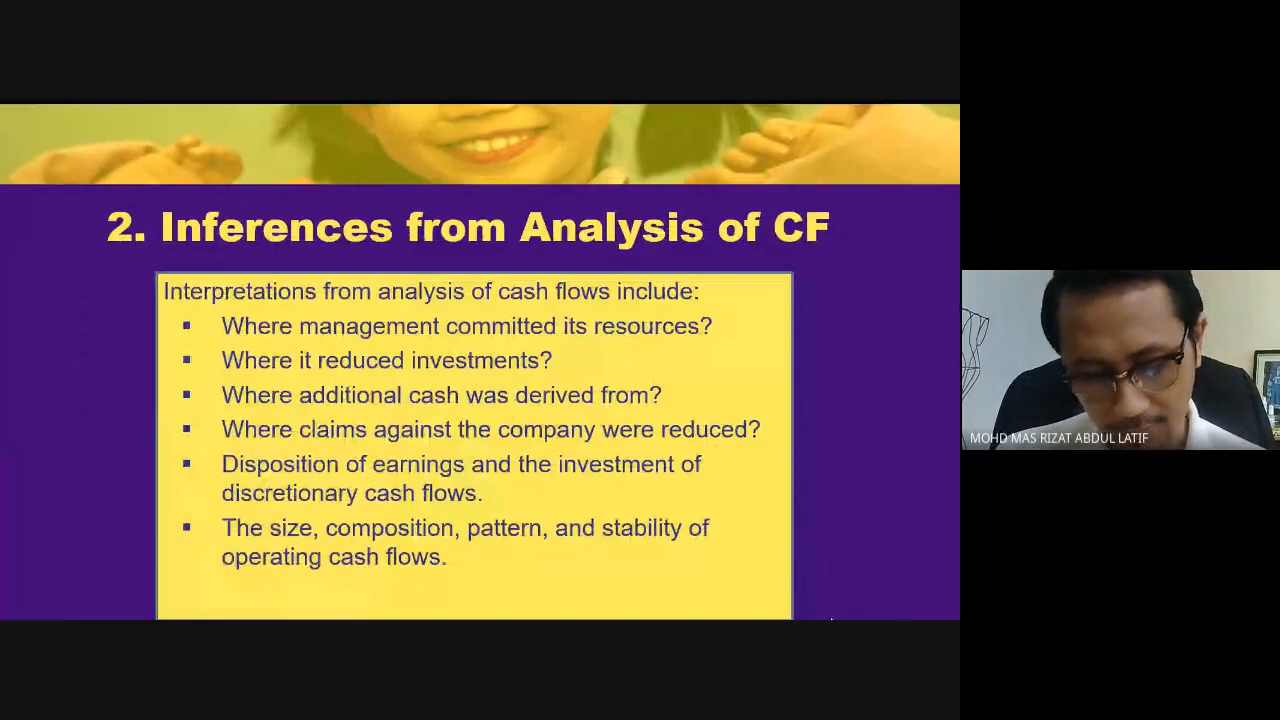 2. Inferences from Analysis of CF
Interpretations from analysis of cash flows include:
▪ Where management committed its resources?
▪ Where it reduced investments?
▪ Where additional cash was derived from?
▪ Where claims against the company were reduced?
▪ Disposition of earnings and the investment of
discretionary cash flows.
▪ The size, composition, pattern, and stability of
operating cash flows.
MOHD MAS RIZAT ABDUL LATIF